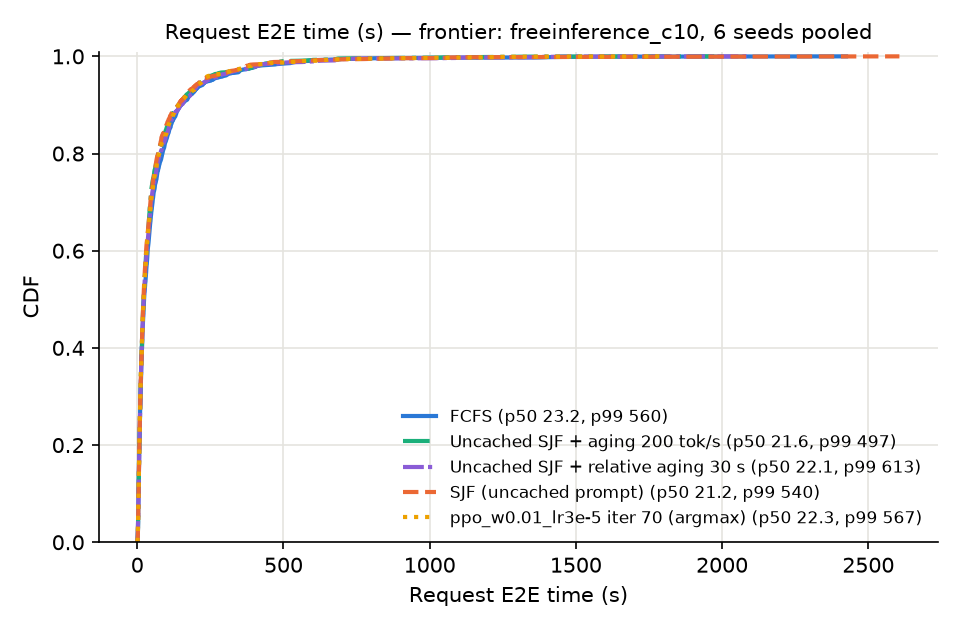 Request E2E time (s) — frontier: freeinference_c10, 6 seeds pooled
1.0
0.8
0.6
0.4
0.2
0.0
CDF
FCFS (p50 23.2, p99 560)
Uncached SJF + aging 200 tok/s (p50 21.6, p99 497)
Uncached SJF + relative aging 30 s (p50 22.1, p99 613)
SJF (uncached prompt) (p50 21.2, p99 540)
ppo_w0.01_lr3e-5 iter 70 (argmax) (p50 22.3, p99 567)
0 500 1000 1500 2000 2500
Request E2E time (s)